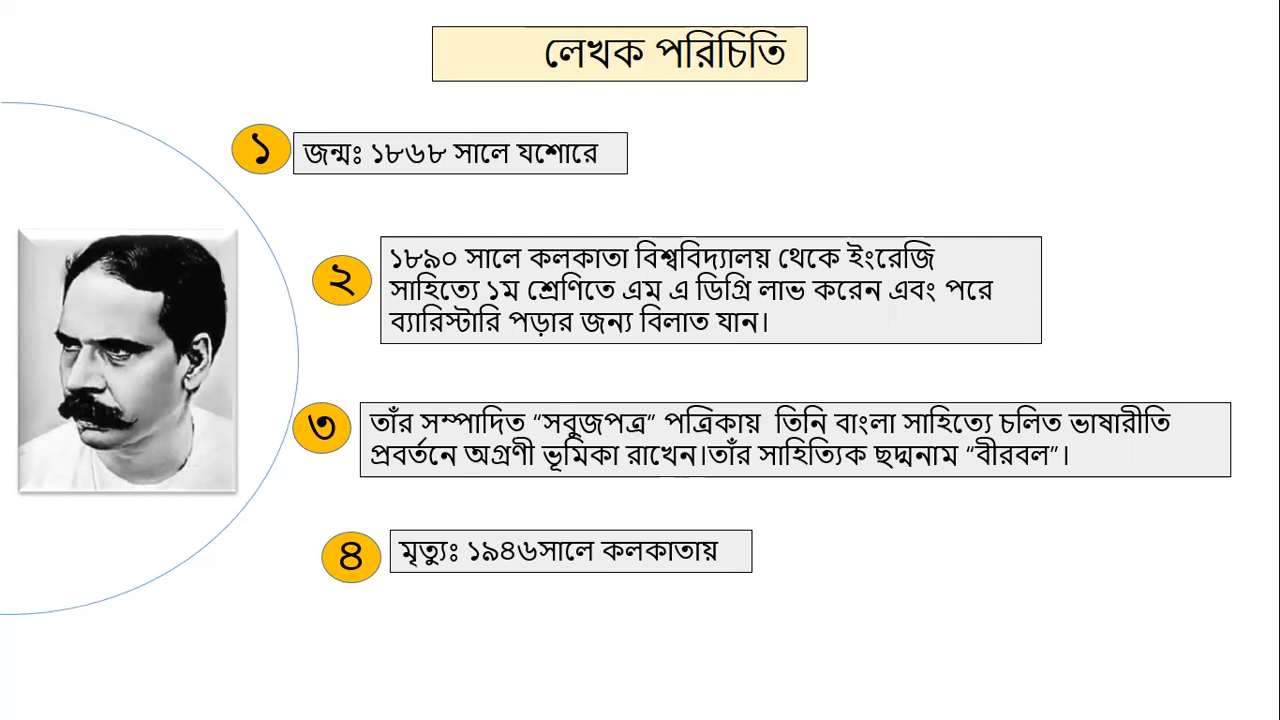 লেখক পরিচিতি
১
জন্মঃ ১৮৬৮ সালে যশোরে
২
১৮৯০ সালে কলকাতা বিশ্ববিদ্যালয় থেকে ইংরেজি
সাহিত্যে ১ম শ্রেণিতে এম এ ডিগ্রি লাভ করেন এবং পরে
ব্যারিস্টারি পড়ার জন্য বিলাত যান।
৩
তাঁর সম্পাদিত “সবুজপত্র” পত্রিকায় তিনি বাংলা সাহিত্যে চলিত ভাষারীতি
প্রবর্তনে অগ্রণী ভূমিকা রাখেন।তাঁর সাহিত্যিক ছদ্মনাম “বীরবল”।
৪
মৃত্যুঃ ১৯৪৬সালে কলকাতায়